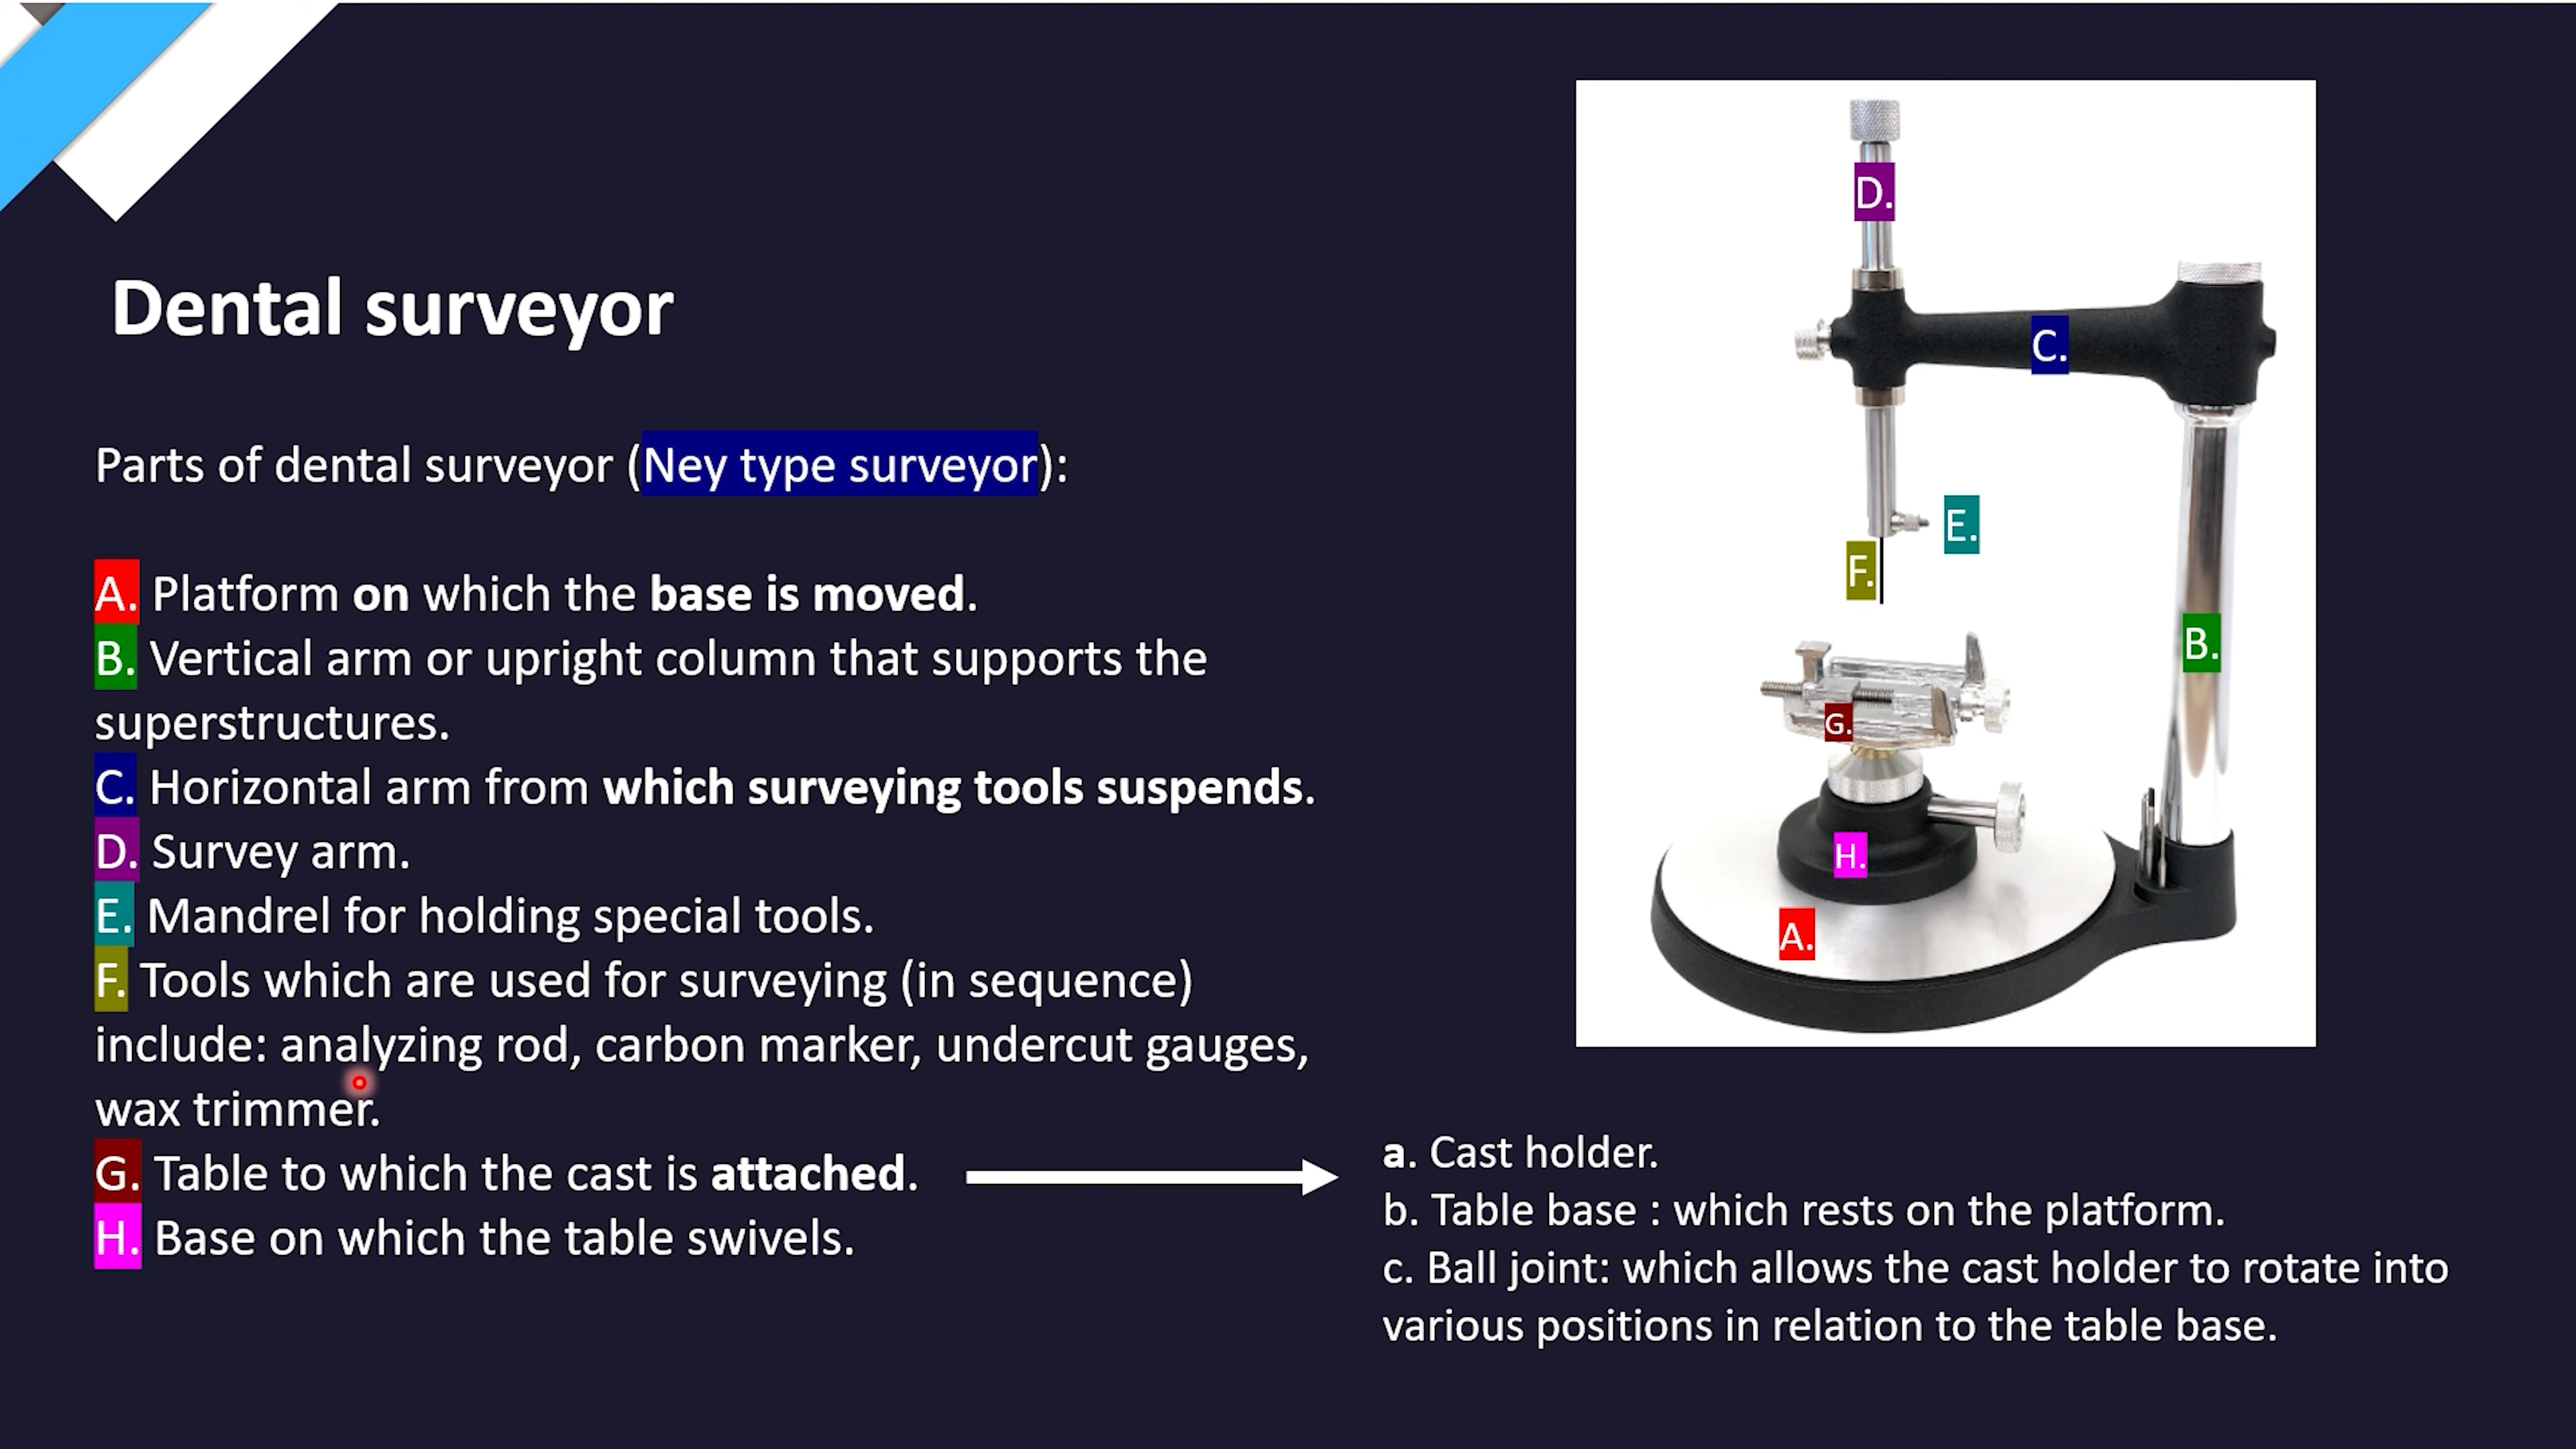 Dental surveyor
Parts of dental surveyor (Ney type surveyor):
A. Platform on which the base is moved.
B. Vertical arm or upright column that supports the
superstructures.
C. Horizontal arm from which surveying tools suspends.
D. Survey arm.
E. Mandrel for holding special tools.
F. Tools which are used for surveying (in sequence)
include: analyzing rod, carbon marker, undercut gauges,
wax trimmer.
G. Table to which the cast is attached.
H. Base on which the table swivels.
D.
C.
E.
F.
B.
G.
H.
A.
a. Cast holder.
b. Table base : which rests on the platform.
c. Ball joint: which allows the cast holder to rotate into
various positions in relation to the table base.